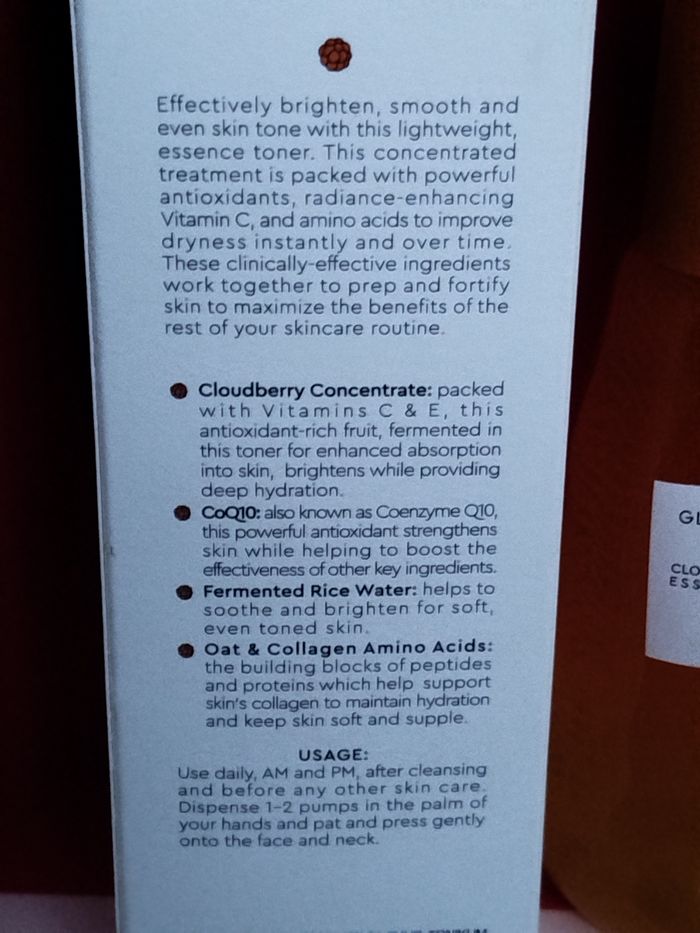 Effectively brighten, smooth and
even skin tone with this lightweight,
essence toner. This concentrated
treatment is packed with powerful
antioxidants, radiance-enhancing
Vitamin C, and amino acids to improve
dryness instantly and over time.
These clinically-effective ingredients
work together to prep and fortify
skin to maximize the benefits of the
rest of your skincare routine.
Cloudberry Concentrate: packed
with Vitamins C & E, this
antioxidant-rich fruit, fermented in
this toner for enhanced absorption
into skin, brightens while providing
deep hydration.
CoQ10: also known as Coenzyme Q10,
this powerful antioxidant strengthens
skin while helping to boost the
effectiveness of other key ingredients.
Fermented Rice Water: helps to
soothe and brighten for soft,
even toned skin.
Oat & Collagen Amino Acids:
the building blocks of peptides
and proteins which help support
skin's collagen to maintain hydration
and keep skin soft and supple.
USAGE:
Use daily, AM and PM, after cleansing
and before any other skin care.
Dispense 1-2 pumps in the palm of
your hands and pat and press gently
onto the face and neck.
GL
CLO
ESS